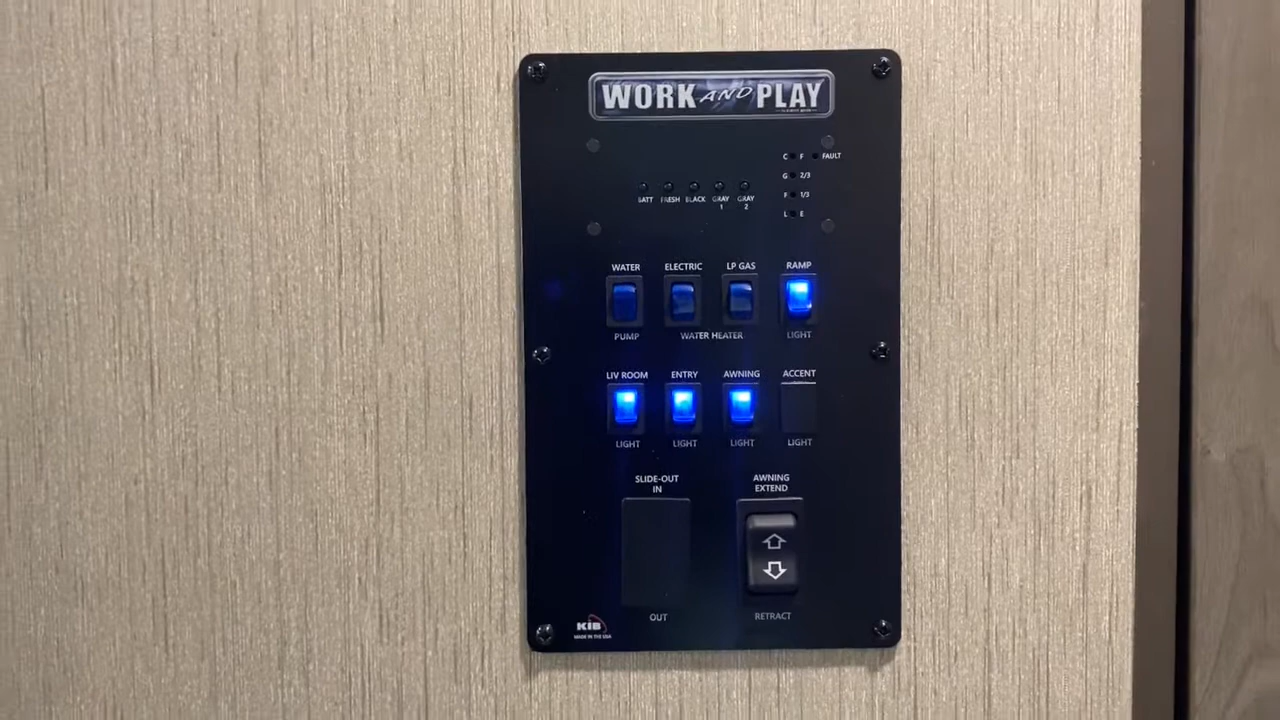 WORK AND PLAY
C F FAULT
G 2/3
F 1/3
L E
BATT FRESH BLACK GRAY 1 GRAY 2
WATER ELECTRIC LP GAS RAMP
PUMP WATER HEATER LIGHT
LIV ROOM ENTRY AWNING ACCENT
LIGHT LIGHT LIGHT LIGHT
SLIDE-OUT AWNING
IN EXTEND
OUT RETRACT
KIB
MADE IN THE USA